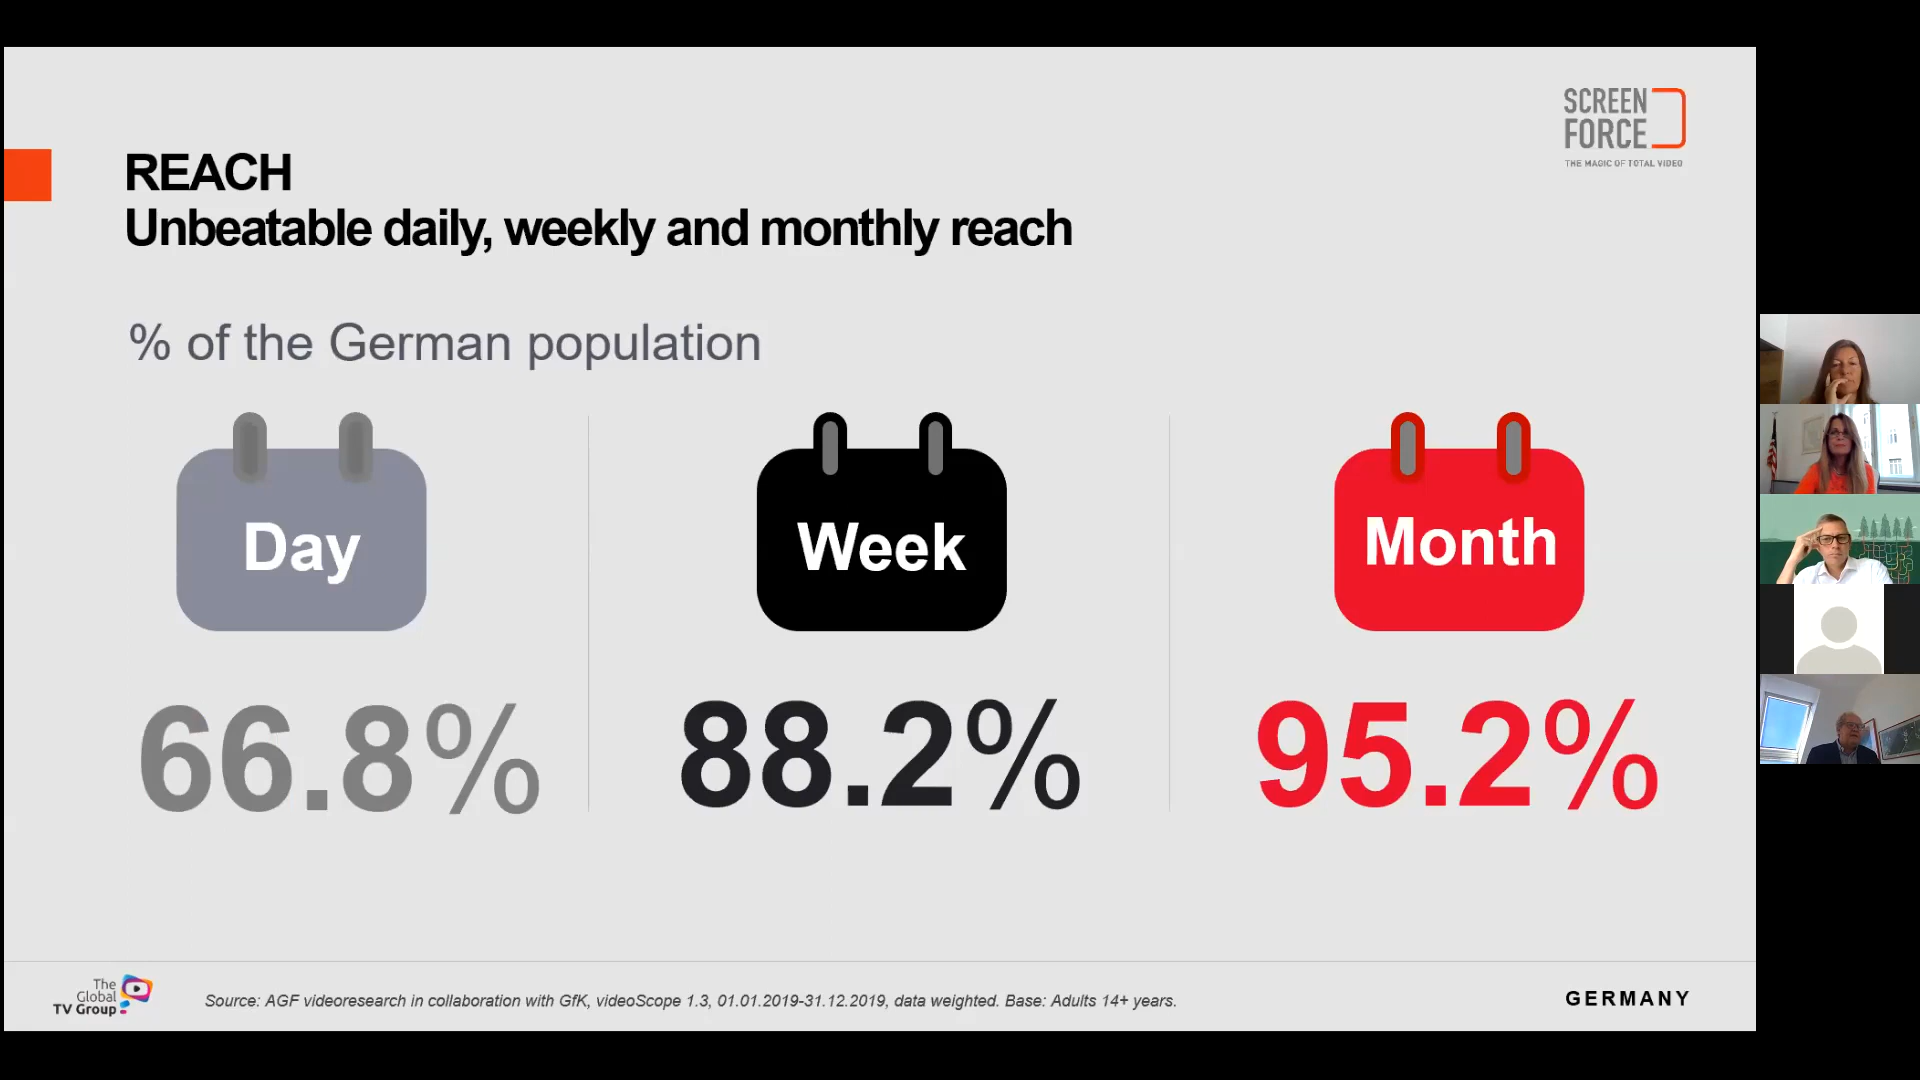 SCREEN
FORCE
THE MAGIC OF TOTAL VIDEO
REACH
Unbeatable daily, weekly and monthly reach
% of the German population
Day
Week
Month
66.8%
88.2%
95.2%
The
Global
TV Group
Source: AGF videoresearch in collaboration with GfK, videoScope 1.3, 01.01.2019-31.12.2019, data weighted. Base: Adults 14+ years.
GERMANY